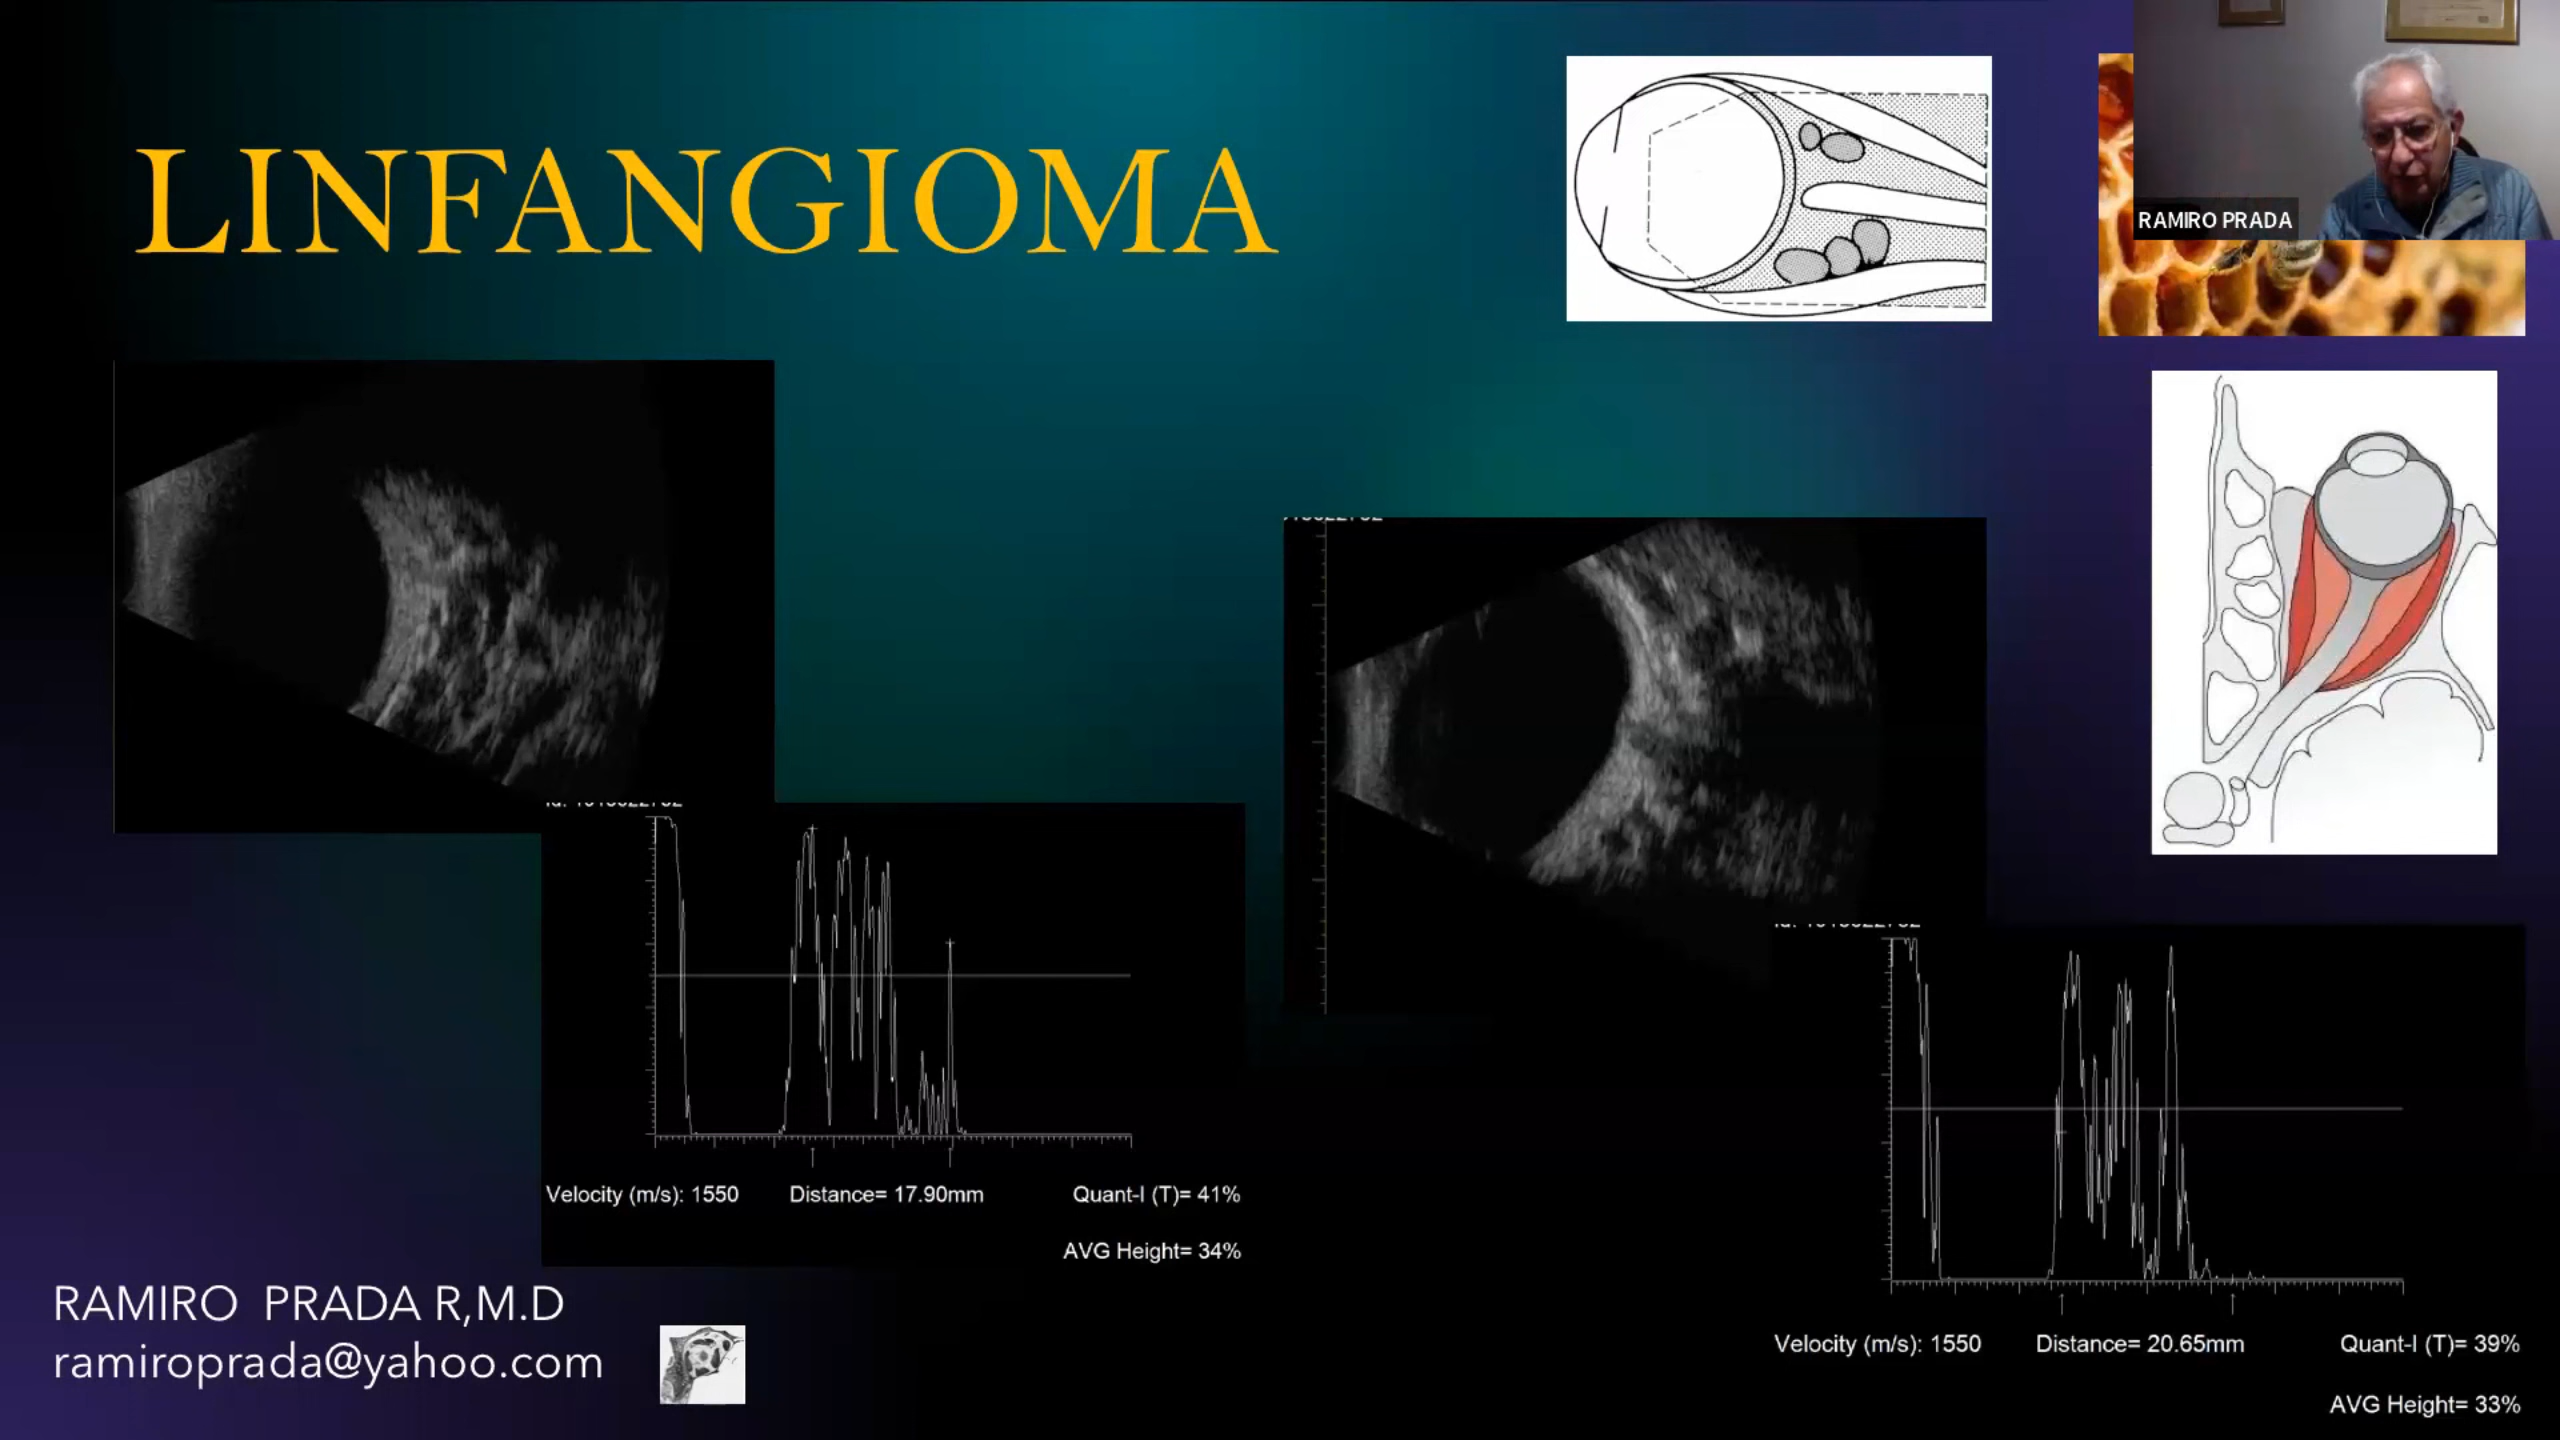 LINFANGIOMA
RAMIRO PRADA
Velocity (m/s): 1550 Distance= 17.90mm Quant-I (T)= 41%
AVG Height= 34%
RAMIRO PRADA R,M.D
ramiroprada@yahoo.com
Velocity (m/s): 1550 Distance= 20.65mm Quant-I (T)= 39%
AVG Height= 33%